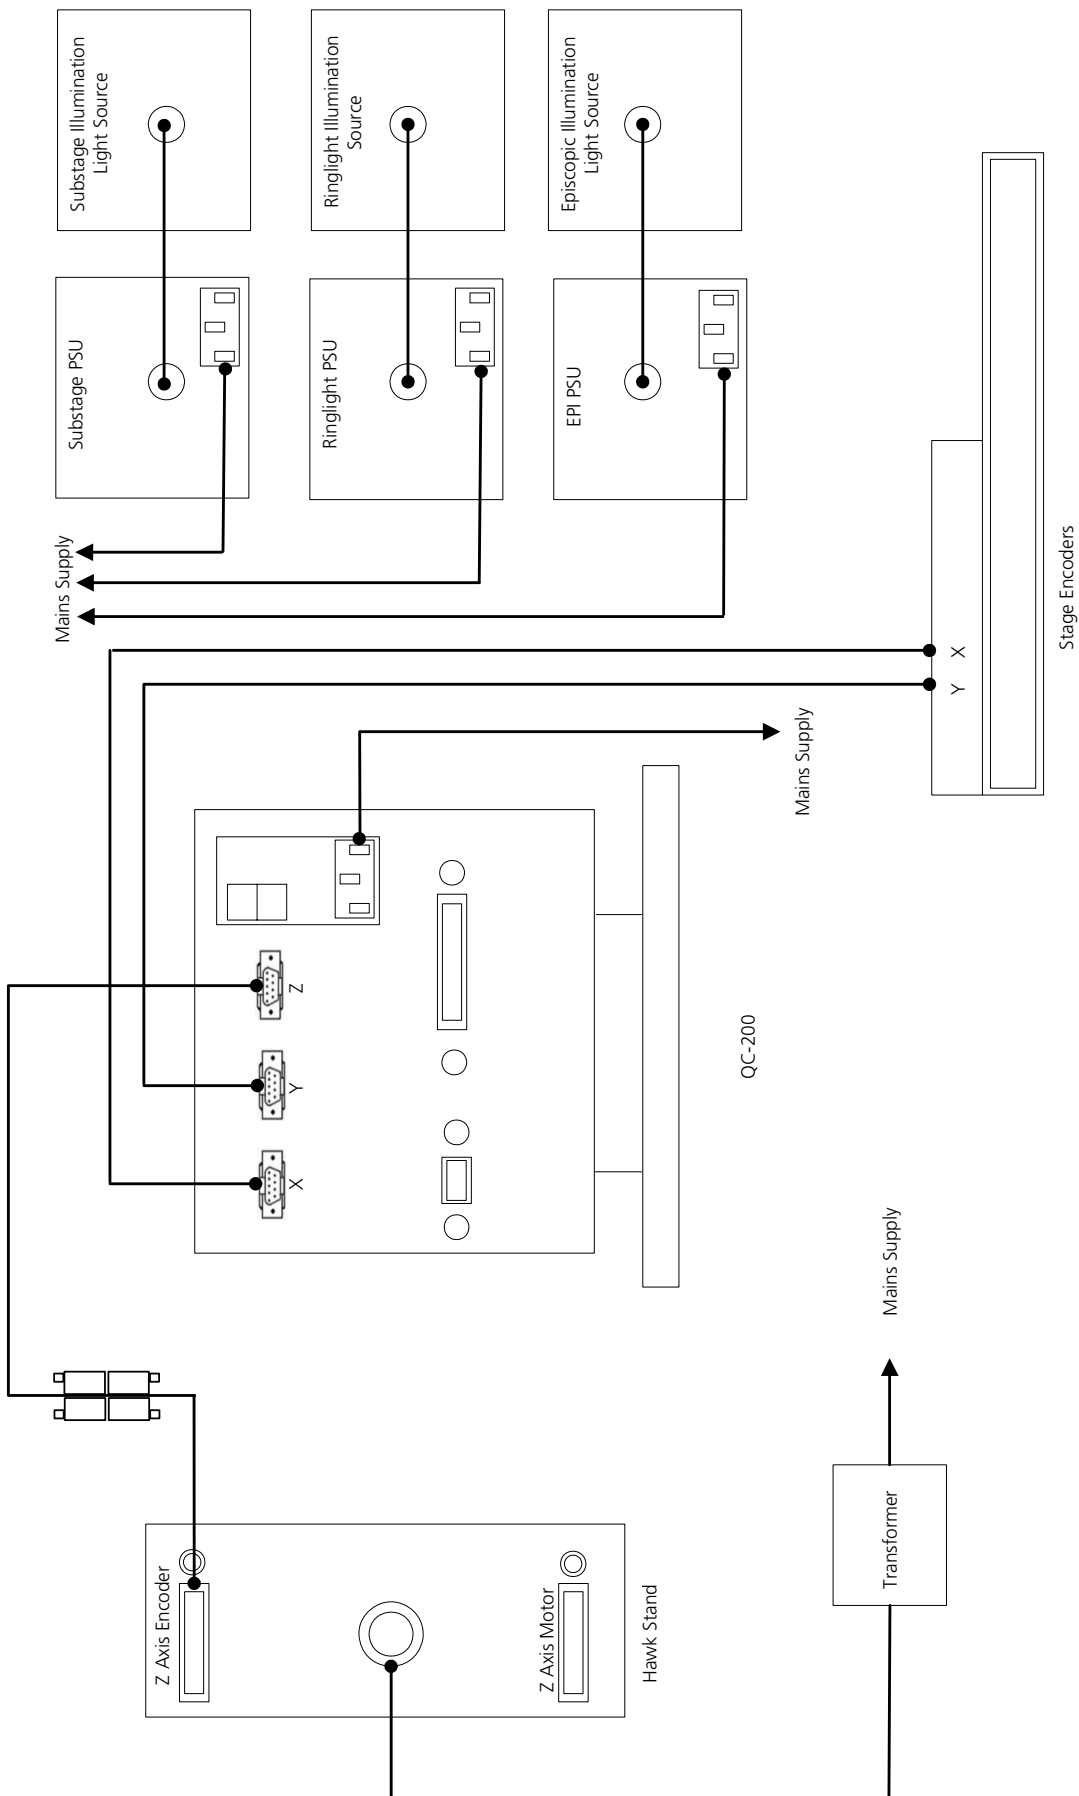 Substage Illumination
Light Source
Ringlight Illumination
Source
Episcopic Illumination
Light Source
Substage PSU
Ringlight PSU
EPI PSU
Mains Supply
Stage Encoders
X
Y
Mains Supply
Z
Y
X
QC-200
Mains Supply
Transformer
Z Axis Encoder
Z Axis Motor
Hawk Stand